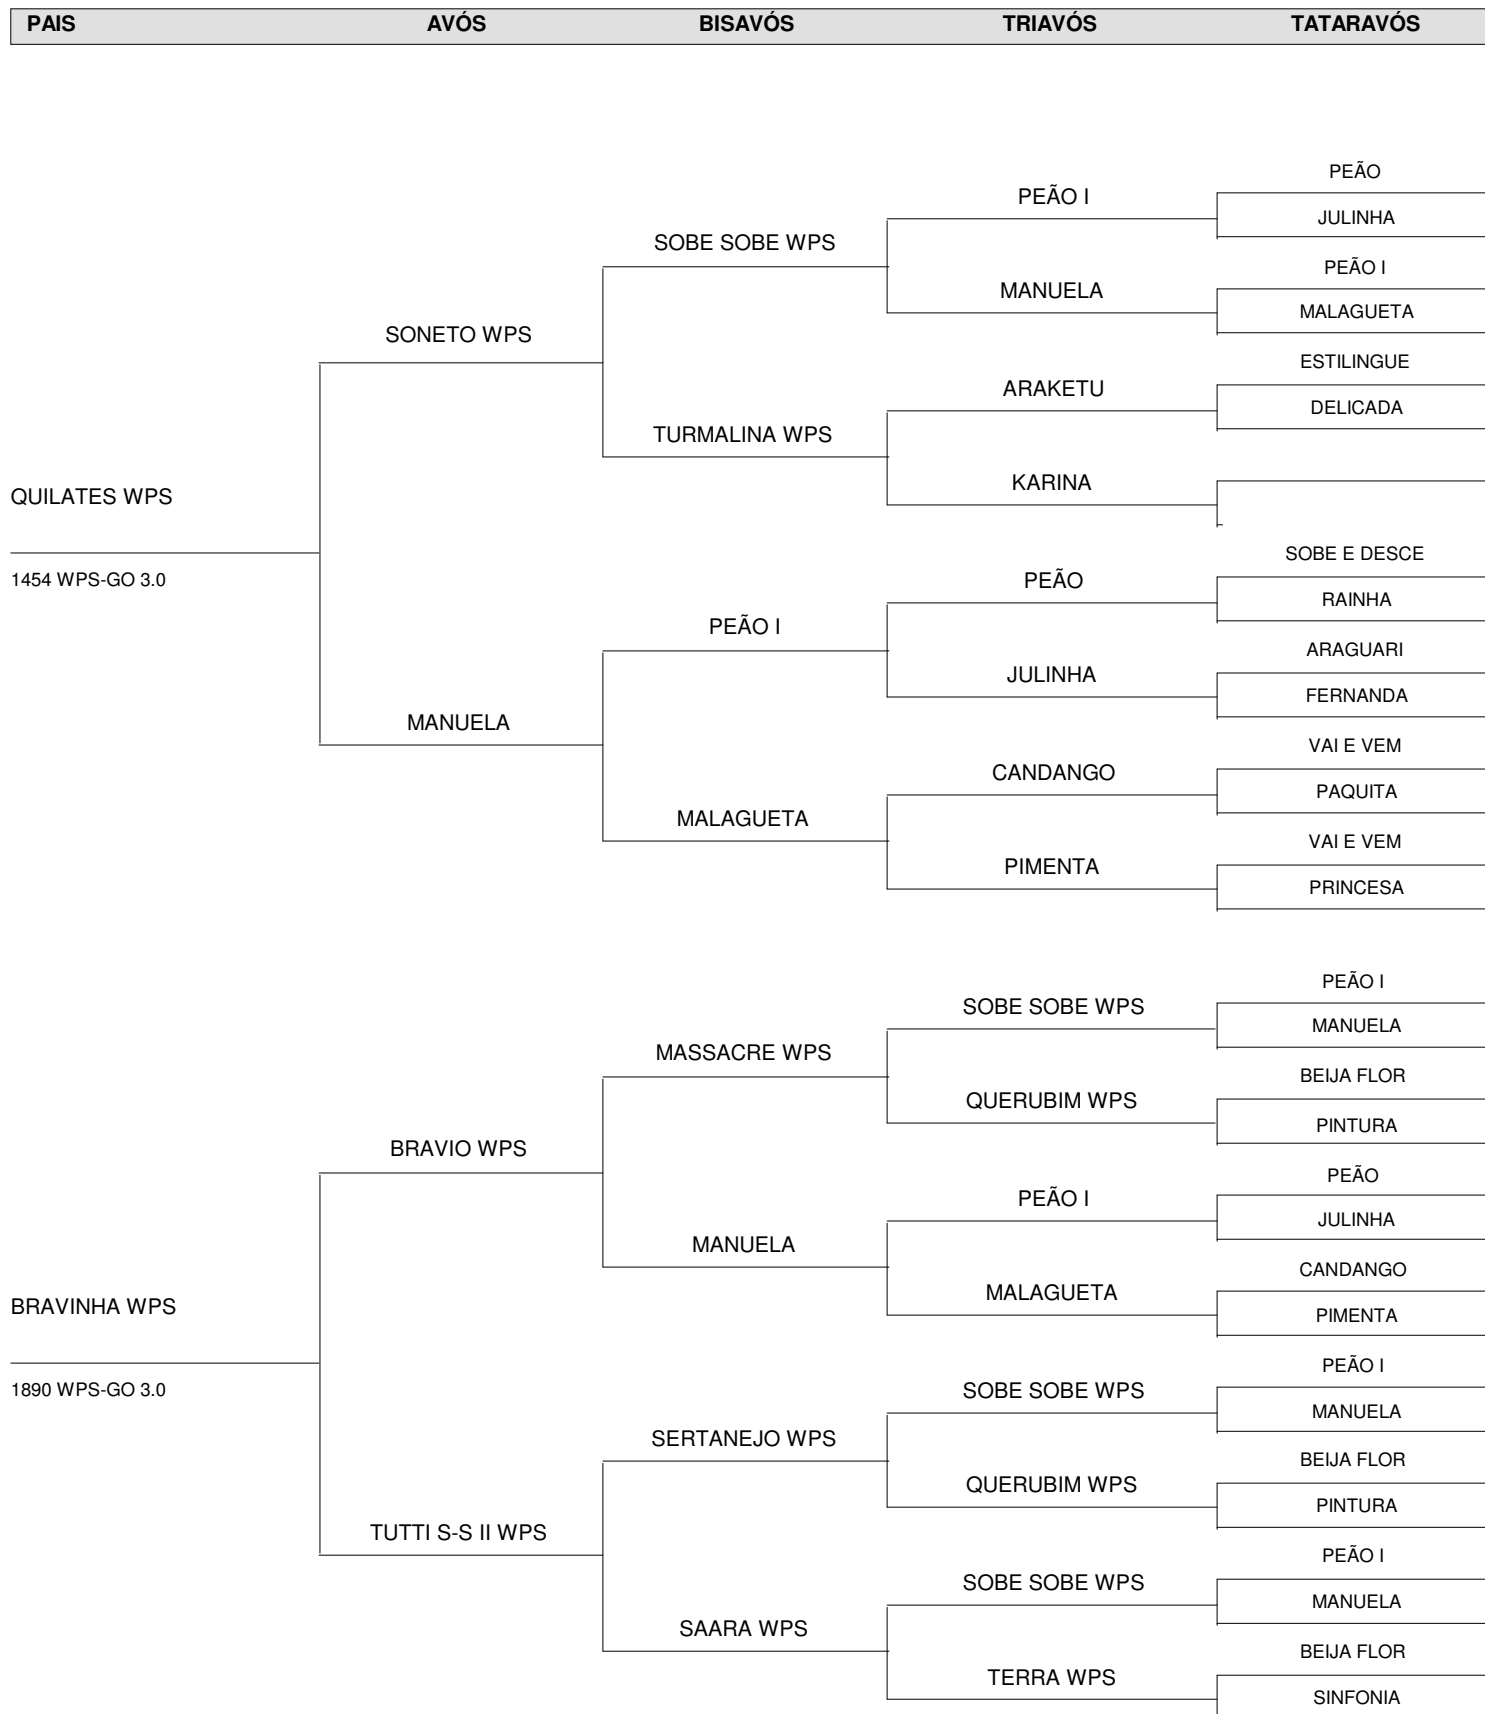 PAIS AVÓS BISAVÓS TRIAVÓS TATARAVÓS
PEÃO
PEÃO I
JULINHA
SOBE SOBE WPS
PEÃO I
MANUELA
MALAGUETA
SONETO WPS
ESTILINGUE
ARAKETU
DELICADA
TURMALINA WPS
KARINA
QUILATES WPS
SOBE E DESCE
1454 WPS-GO 3.0
PEÃO
RAINHA
PEÃO I
ARAGUARI
JULINHA
FERNANDA
MANUELA
VAI E VEM
CANDANGO
PAQUITA
MALAGUETA
VAI E VEM
PIMENTA
PRINCESA
PEÃO I
SOBE SOBE WPS
MANUELA
MASSACRE WPS
BEIJA FLOR
QUERUBIM WPS
PINTURA
BRAVIO WPS
PEÃO
PEÃO I
JULINHA
MANUELA
CANDANGO
MALAGUETA
PIMENTA
BRAVINHA WPS
PEÃO I
1890 WPS-GO 3.0
SOBE SOBE WPS
MANUELA
SERTANEJO WPS
BEIJA FLOR
QUERUBIM WPS
PINTURA
TUTTI S-S II WPS
PEÃO I
SOBE SOBE WPS
MANUELA
SAARA WPS
BEIJA FLOR
TERRA WPS
SINFONIA